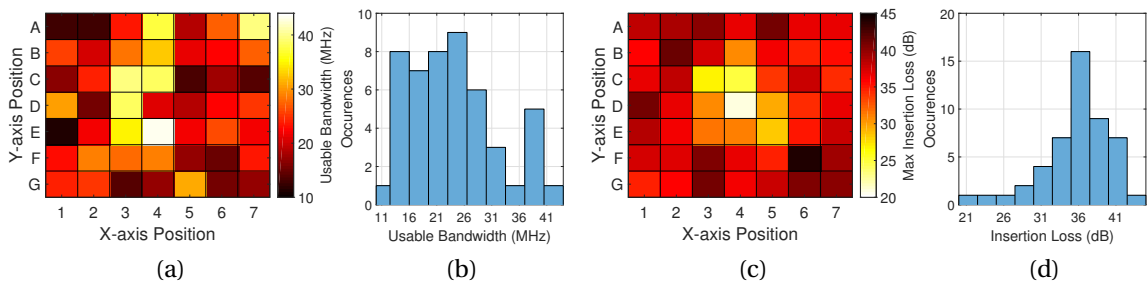 A
B
C
D
E
F
G
Y-axis Position
1 2 3 4 5 6 7
X-axis Position
40
30
20
10
Usable Bandwidth (MHz)
(a)
10
8
6
4
2
0
Occurences
11 16 21 26 31 36 41
Usable Bandwidth (MHz)
(b)
A
B
C
D
E
F
G
Y-axis Position
1 2 3 4 5 6 7
X-axis Position
45
40
35
30
25
20
Max Insertion Loss (dB)
(c)
20
15
10
5
0
Occurences
21 26 31 36 41
Insertion Loss (dB)
(d)